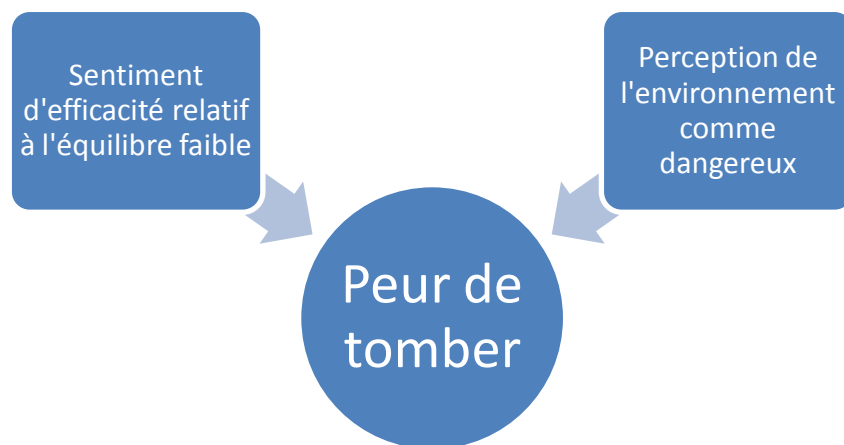 Sentiment
d'efficacité relatif
à l'équilibre faible
Perception de
l'environnement
comme
dangereux
Peur de
tomber